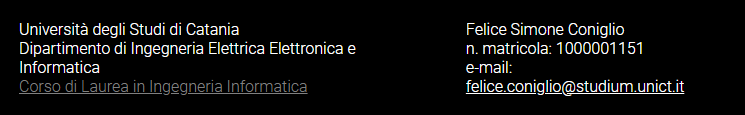 Università degli Studi di Catania
Dipartimento di Ingegneria Elettrica Elettronica e
Informatica
Corso di Laurea in Ingegneria Informatica
Felice Simone Coniglio
n. matricola: 1000001151
e-mail:
felice.coniglio@studium.unict.it